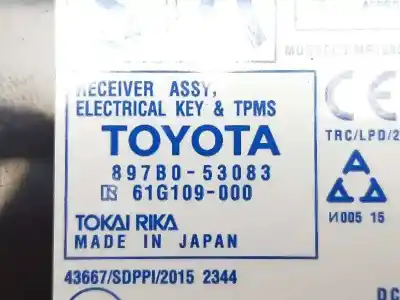 RECEIVER ASSY,
ELECTRICAL KEY & TPMS
TOYOTA
897B0-53083
61G109-000
TOKAI RIKA
MADE IN JAPAN
43667/SDPPI/2015 2344
CE
TRC/LPD/2
И005 15
DC